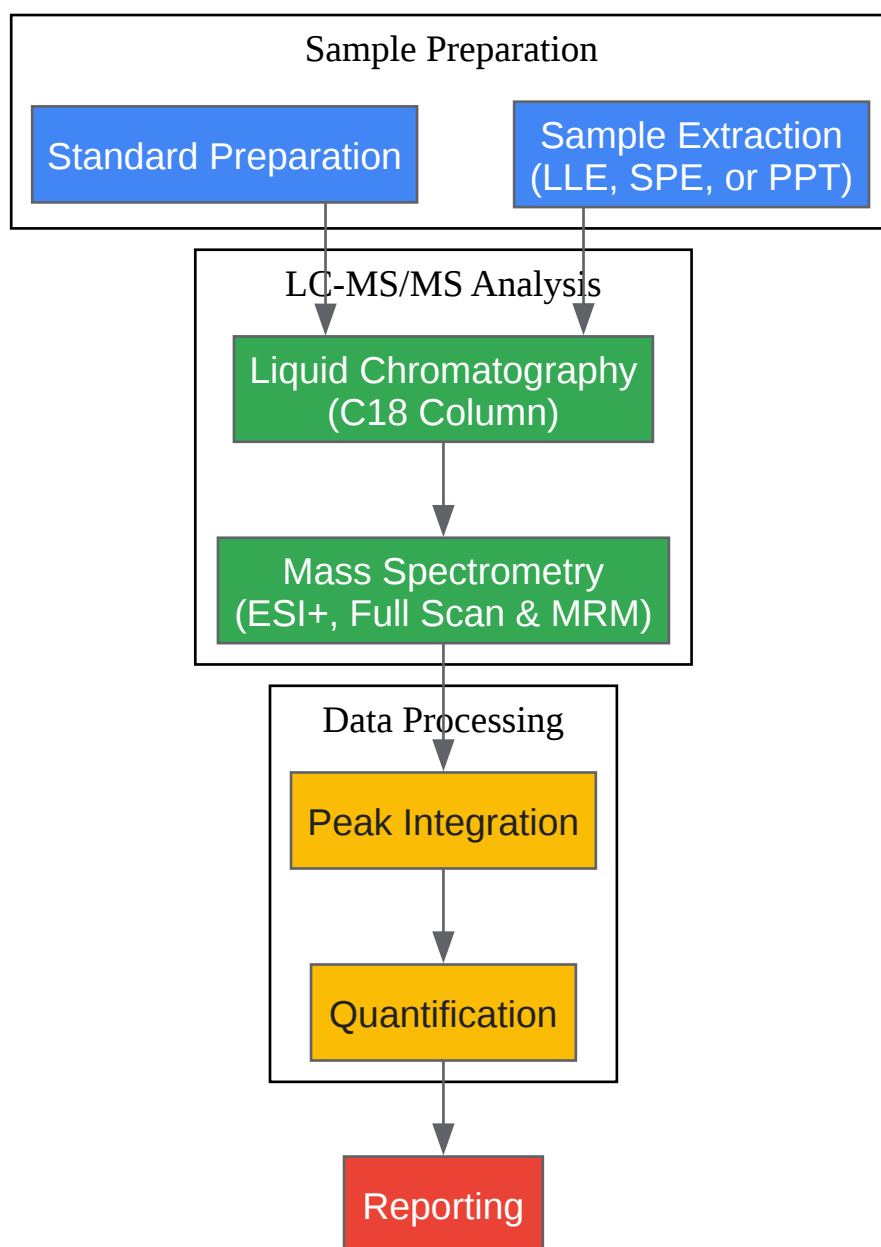 Sample Preparation
Standard Preparation
Sample Extraction
(LLE, SPE, or PPT)
LC-MS/MS Analysis
Liquid Chromatography
(C18 Column)
Mass Spectrometry
(ESI+, Full Scan & MRM)
Data Processing
Peak Integration
Quantification
Reporting